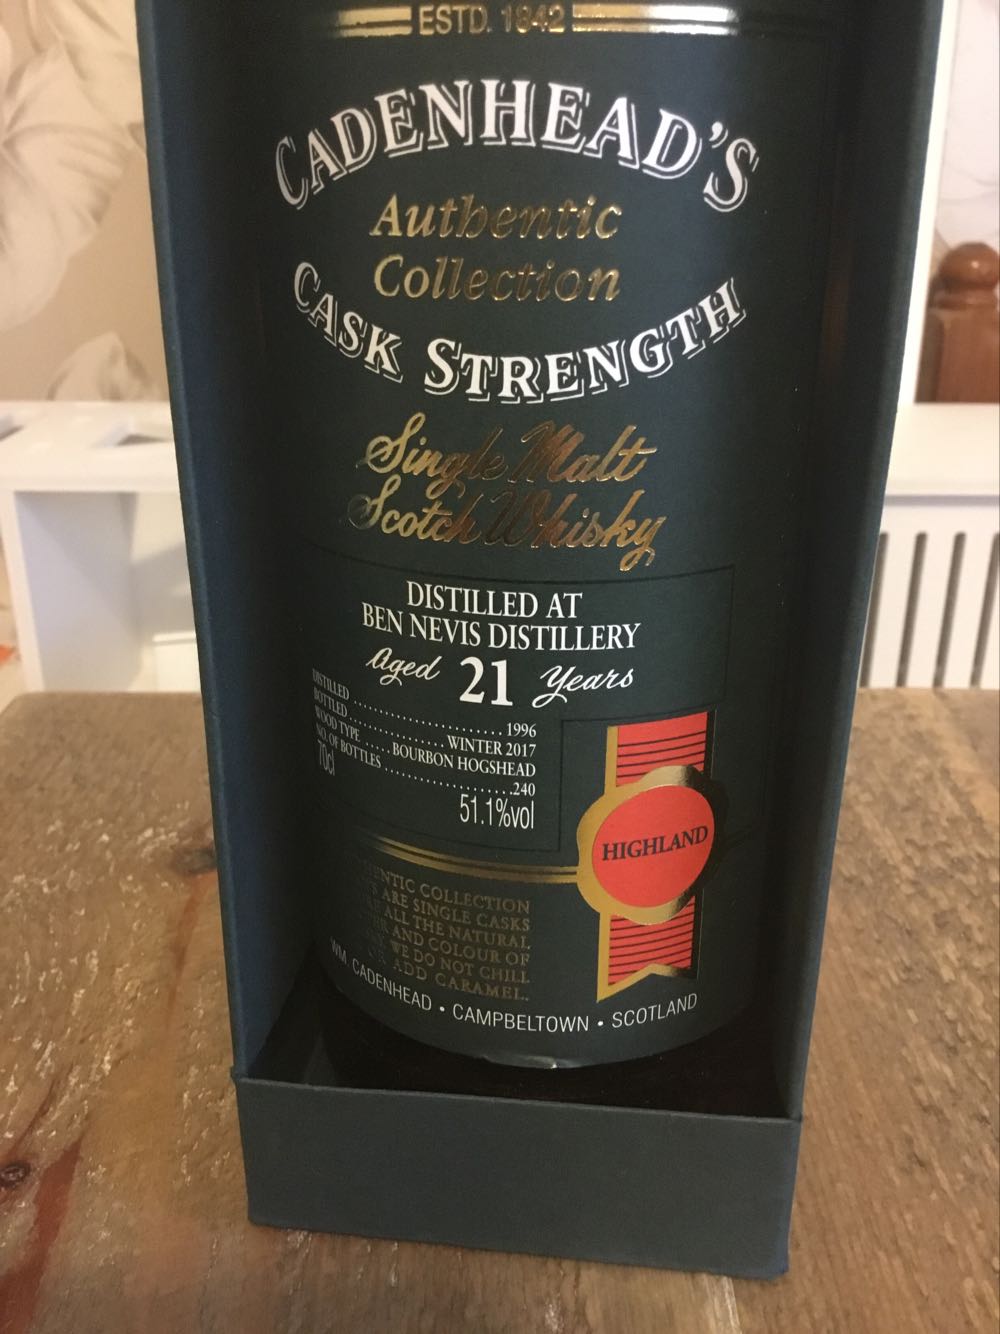 ESTD. 1842
CADENHEAD'S
Authentic
Collection
CASK STRENGTH
Single Malt
Scotch Whisky
DISTILLED AT
BEN NEVIS DISTILLERY
Aged 21 Years
DISTILLED ........................ 1996
BOTTLED ............... WINTER 2017
WOOD TYPE ...... BOURBON HOGSHEAD
NO. OF BOTTLES .................... 240
70cl
51.1%vol
HIGHLAND
COLLECTION
ARE SINGLE CASKS
ALL THE NATURAL
AND COLOUR OF
WE DO NOT CHILL
ADD CARAMEL.
WM. CADENHEAD • CAMPBELTOWN • SCOTLAND